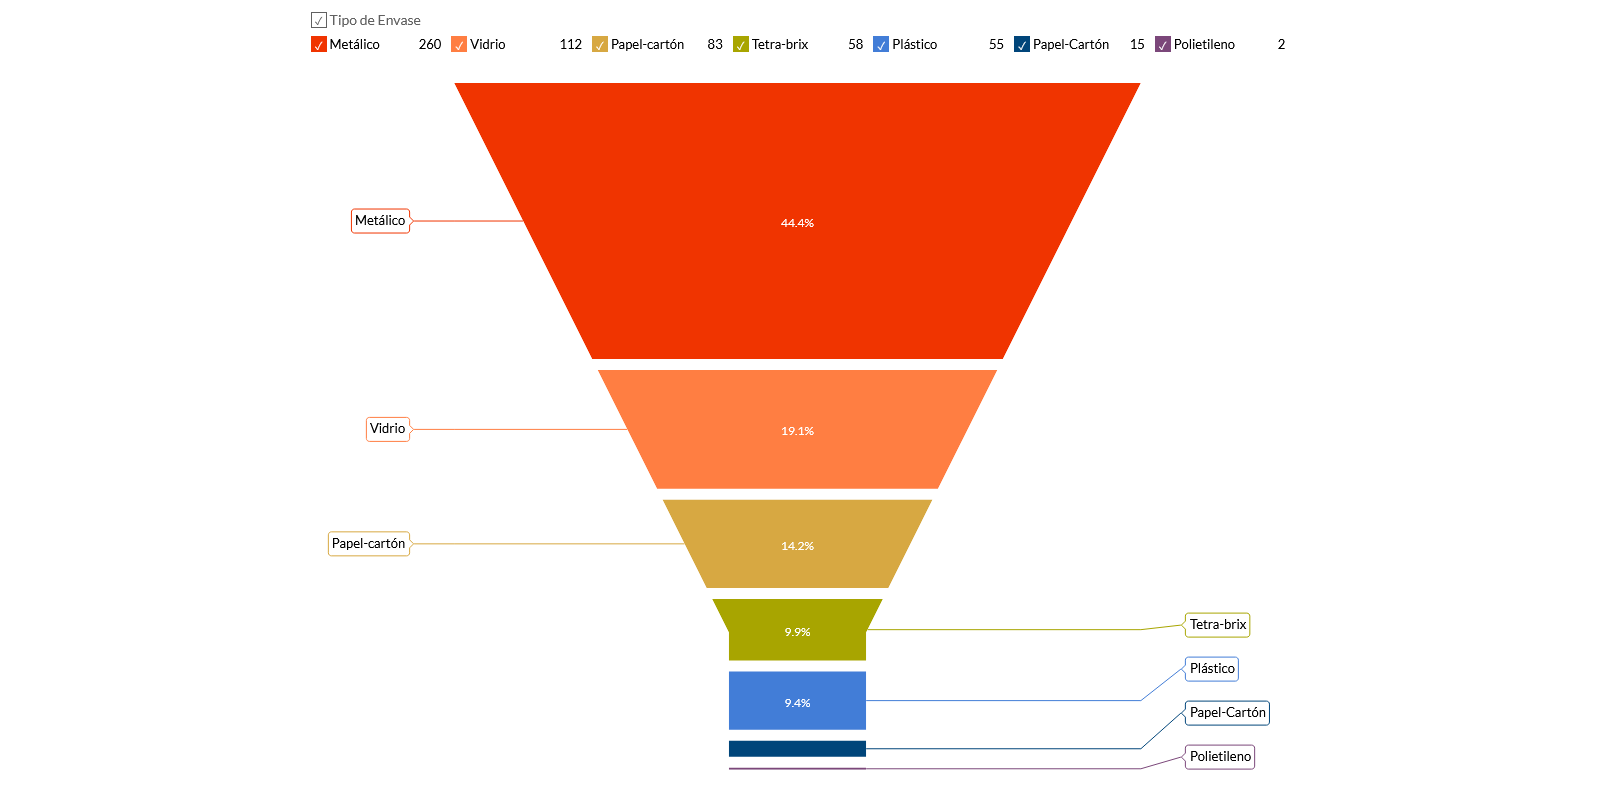 Tipo de Envase
Metálico 260 Vidrio 112 Papel-cartón 83 Tetra-brix 58 Plástico 55 Papel-Cartón 15 Polietileno 2
44.4%
Metálico
19.1%
Vidrio
14.2%
Papel-cartón
9.9%
Tetra-brix
9.4%
Plástico
Papel-Cartón
Polietileno